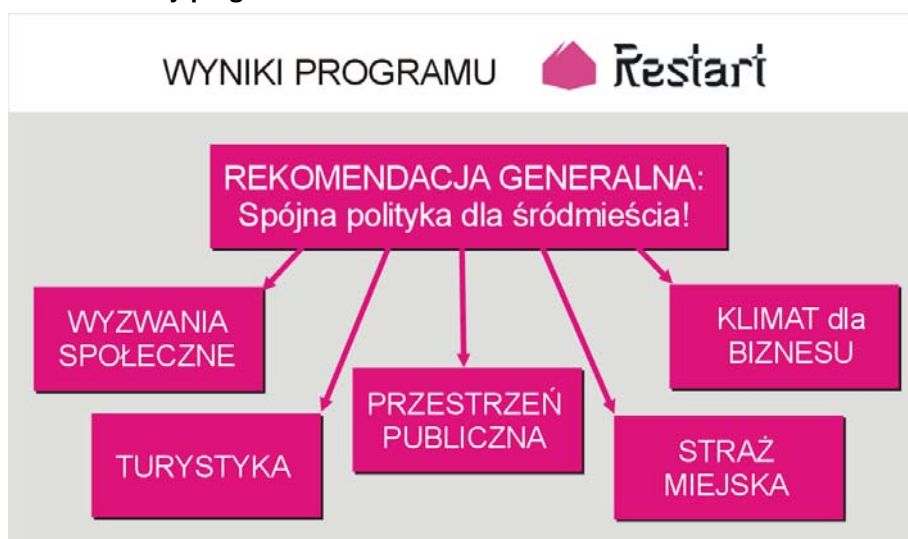 WYNIKI PROGRAMU Restart
REKOMENDACJA GENERALNA:
Spójna polityka dla śródmieścia!
WYZWANIA
SPOŁECZNE
KLIMAT dla
BIZNESU
PRZESTRZEŃ
PUBLICZNA
TURYSTYKA
STRAŻ
MIEJSKA